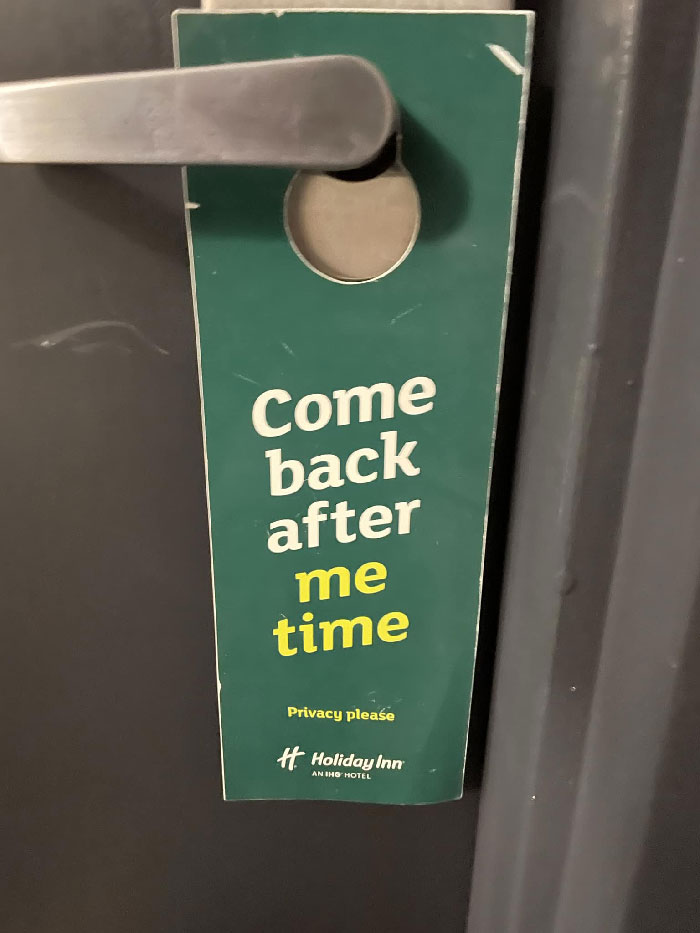 Come
back
after
me
time
Privacy please
H Holiday Inn
AN IHG® HOTEL